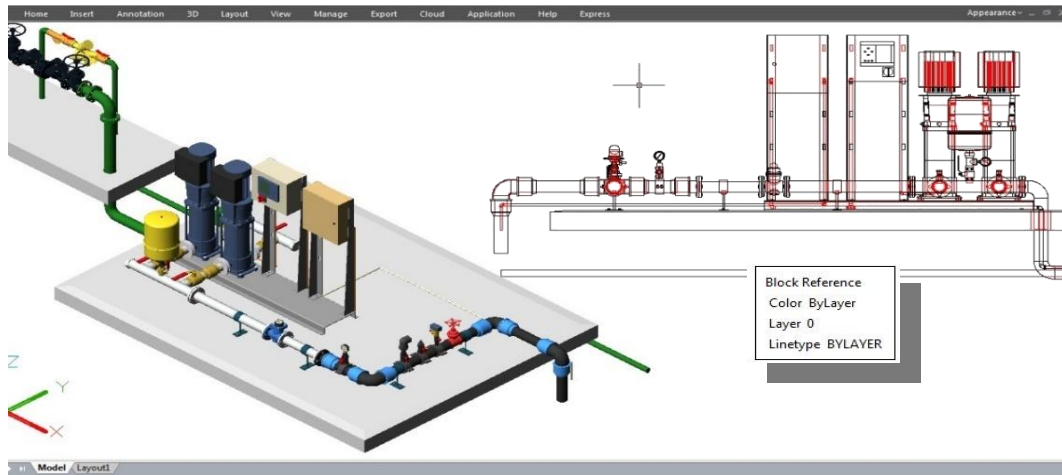 Home Insert Annotation 3D Layout View Manage Export Cloud Application Help Express Appearance
Block Reference
Color ByLayer
Layer 0
Linetype BYLAYER
Z
Y
X
Model Layout1